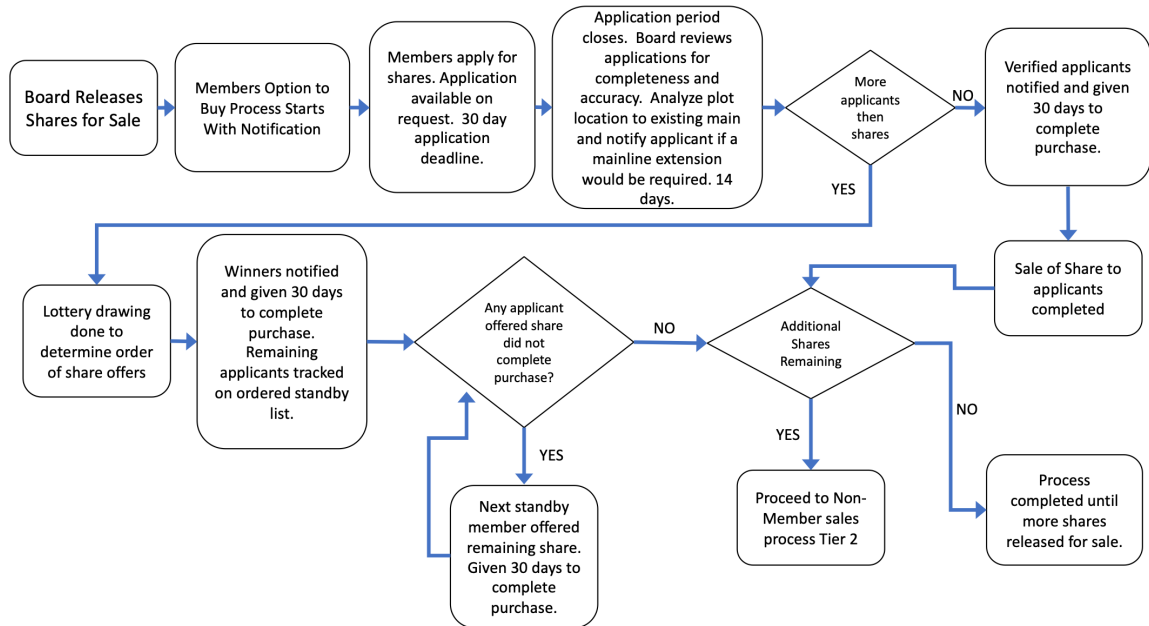 Board Releases
Shares for Sale
Members Option to
Buy Process Starts
With Notification
Members apply for
shares. Application
available on
request.  30 day
application
deadline.
Application period
closes.  Board reviews
applications for
completeness and
accuracy.  Analyze plot
location to existing main
and notify applicant if a
mainline extension
would be required. 14
days.
More
applicants
then
shares
NO
Verified applicants
notified and given
30 days to
complete
purchase.
YES
Lottery drawing
done to
determine order
of share offers
Winners notified
and given 30 days
to complete
purchase.
Remaining
applicants tracked
on ordered standby
list.
Any applicant
offered share
did not
complete
purchase?
NO
Additional
Shares
Remaining
Sale of Share to
applicants
completed
YES
YES
NO
Next standby
member offered
remaining share.
Given 30 days to
complete
purchase.
Proceed to Non-
Member sales
process Tier 2
Process
completed until
more shares
released for sale.